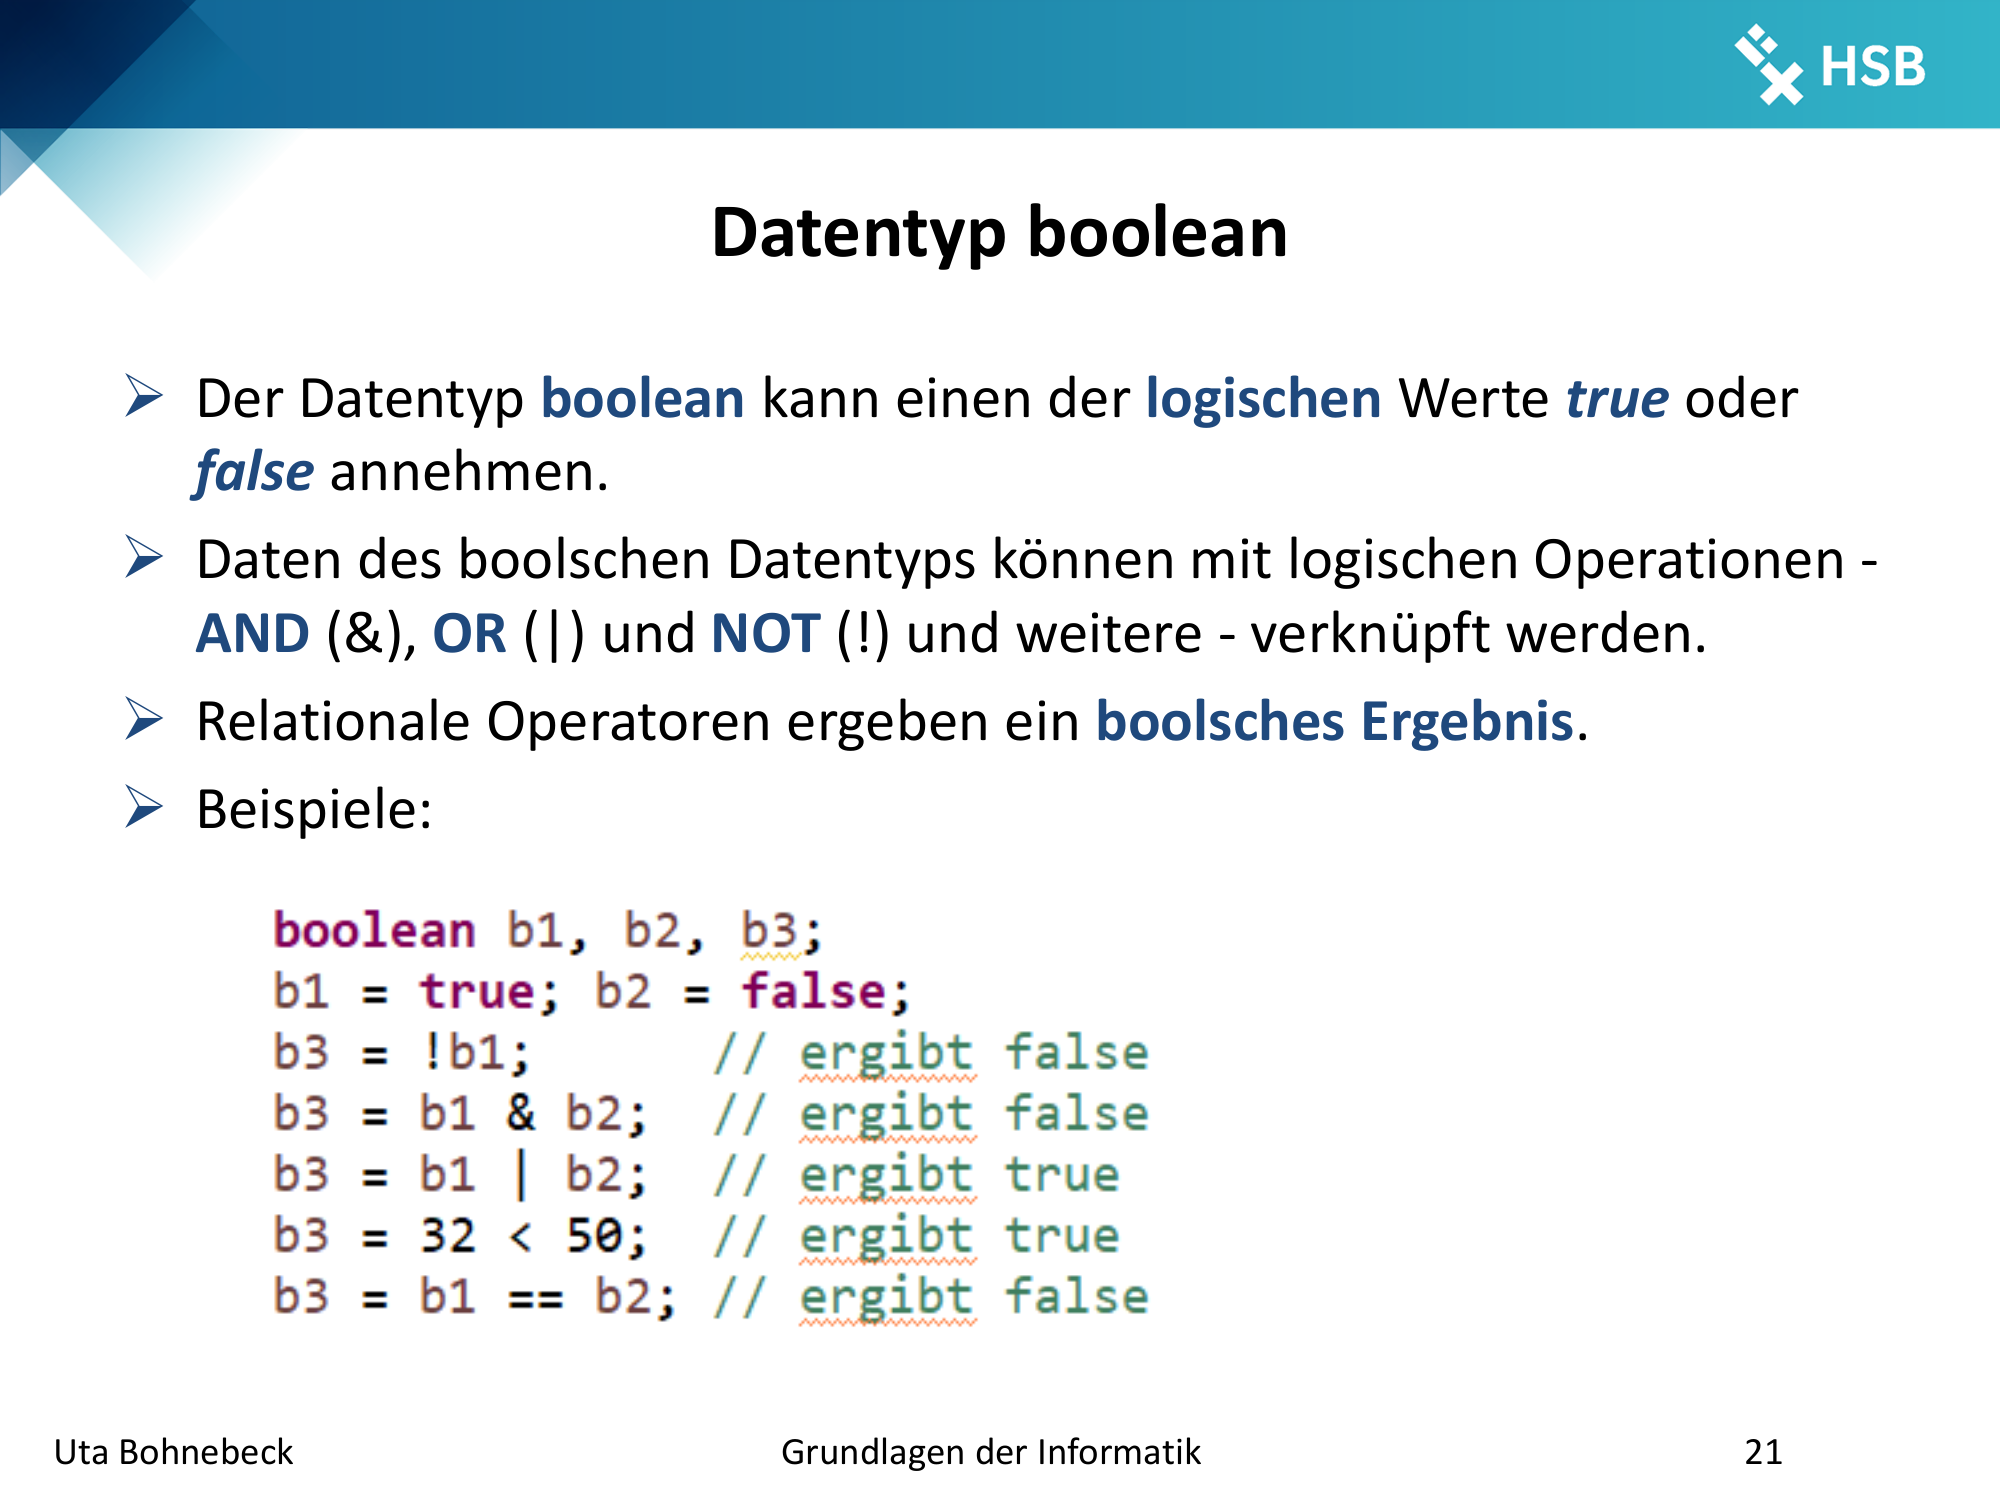 HSB
Datentyp boolean
Der Datentyp boolean kann einen der logischen Werte true oder
false annehmen.
Daten des boolschen Datentyps können mit logischen Operationen -
AND (&), OR (|) und NOT (!) und weitere - verknüpft werden.
Relationale Operatoren ergeben ein boolsches Ergebnis.
Beispiele:
boolean b1, b2, b3;
b1 = true; b2 = false;
b3 = !b1;      // ergibt false
b3 = b1 & b2;  // ergibt false
b3 = b1 | b2;  // ergibt true
b3 = 32 < 50;  // ergibt true
b3 = b1 == b2; // ergibt false
Uta Bohnebeck
Grundlagen der Informatik
21